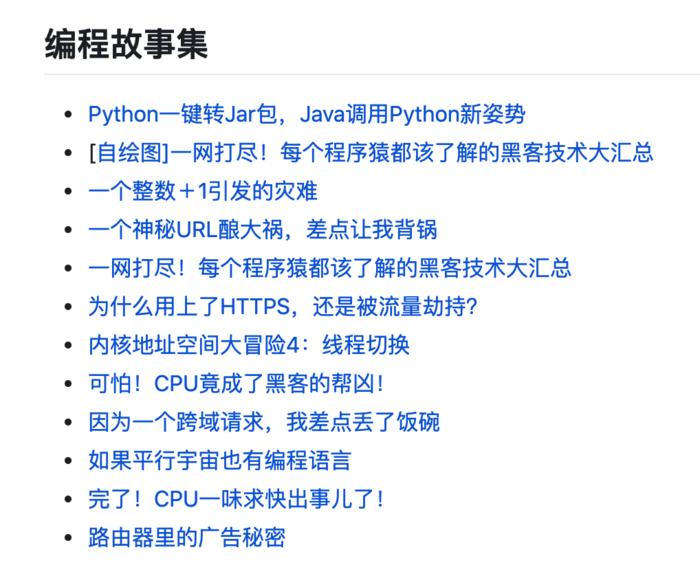 编程故事集
Python一键转Jar包，Java调用Python新姿势
[自绘图]一网打尽！每个程序猿都该了解的黑客技术大汇总
一个整数＋1引发的灾难
一个神秘URL酿大祸，差点让我背锅
一网打尽！每个程序猿都该了解的黑客技术大汇总
为什么用上了HTTPS，还是被流量劫持？
内核地址空间大冒险4：线程切换
可怕！CPU竟成了黑客的帮凶！
因为一个跨域请求，我差点丢了饭碗
如果平行宇宙也有编程语言
完了！CPU一味求快出事儿了！
路由器里的广告秘密